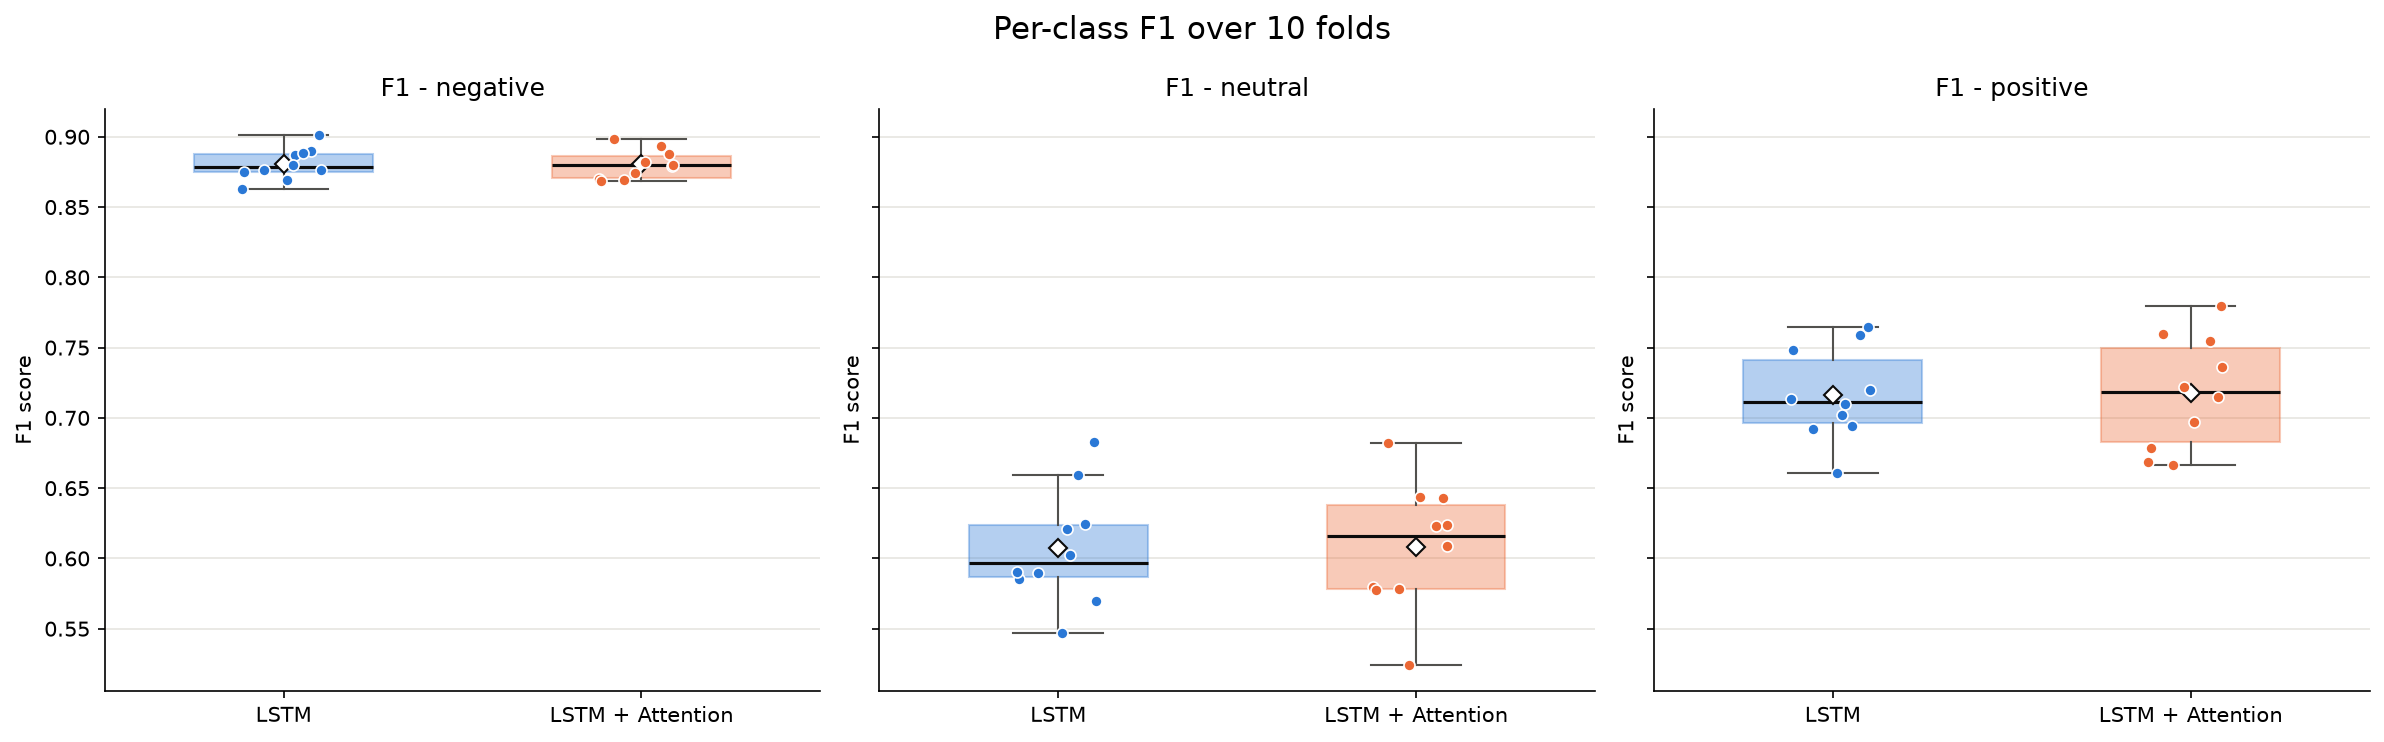 Per-class F1 over 10 folds
F1 - negative
F1 score
0.90
0.85
0.80
0.75
0.70
0.65
0.60
0.55
LSTM
LSTM + Attention
F1 - neutral
F1 score
LSTM
LSTM + Attention
F1 - positive
F1 score
LSTM
LSTM + Attention